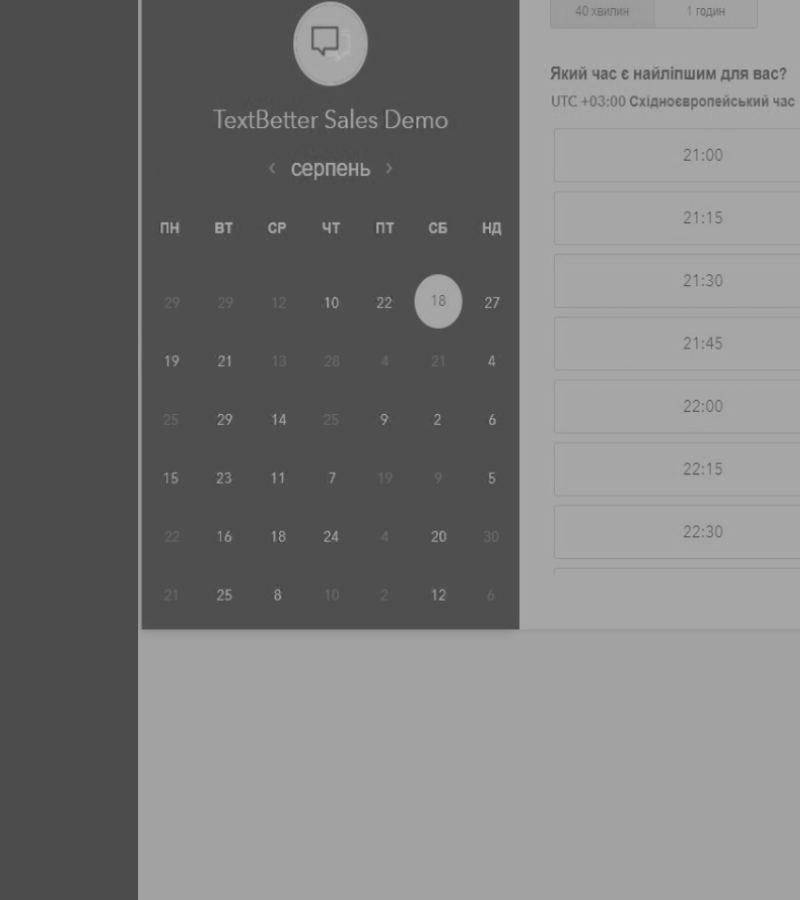 40 хвилин 1 годин
TextBetter Sales Demo
‹ серпень ›
ПН ВТ СР ЧТ ПТ СБ НД
29 29 12 10 22 18 27
19 21 13 28 4 21 4
25 29 14 25 9 2 6
15 23 11 7 19 9 5
22 16 18 24 4 20 30
21 25 8 10 2 12 6
Який час є найліпшим для вас?
UTC +03:00 Східноєвропейський час
21:00
21:15
21:30
21:45
22:00
22:15
22:30